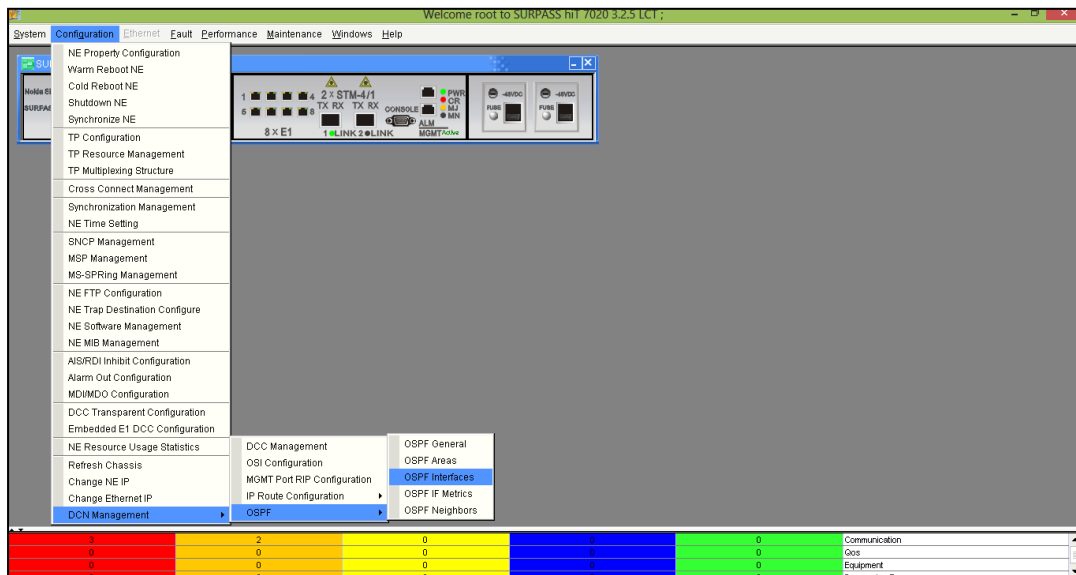 Welcome root to SURPASS hiT 7020 3.2.5 LCT ;
System Configuration Ethernet Fault Performance Maintenance Windows Help
NE Property Configuration
Warm Reboot NE
Cold Reboot NE
Shutdown NE
Synchronize NE
TP Configuration
TP Resource Management
TP Multiplexing Structure
Cross Connect Management
Synchronization Management
NE Time Setting
SNCP Management
MSP Management
MS-SPRing Management
NE FTP Configuration
NE Trap Destination Configure
NE Software Management
NE MIB Management
AIS/RDI Inhibit Configuration
Alarm Out Configuration
MDI/MDO Configuration
DCC Transparent Configuration
Embedded E1 DCC Configuration
NE Resource Usage Statistics
Refresh Chassis
Change NE IP
Change Ethernet IP
DCN Management
DCC Management
OSI Configuration
MGMT Port RIP Configuration
IP Route Configuration
OSPF
OSPF General
OSPF Areas
OSPF Interfaces
OSPF IF Metrics
OSPF Neighbors
SU
Nokia Si
SURPAS
1 4 2 x STM-4/1
5 8 TX RX TX RX CONSOLE
8 x E1 1 LINK 2 LINK
PWR
CR
MJ
MN
ALM
MGMT Active
-48VDC -48VDC
FUSE FUSE
3 2 0 0 0 Communication
0 0 0 0 0 Qos
0 0 0 0 0 Equipment